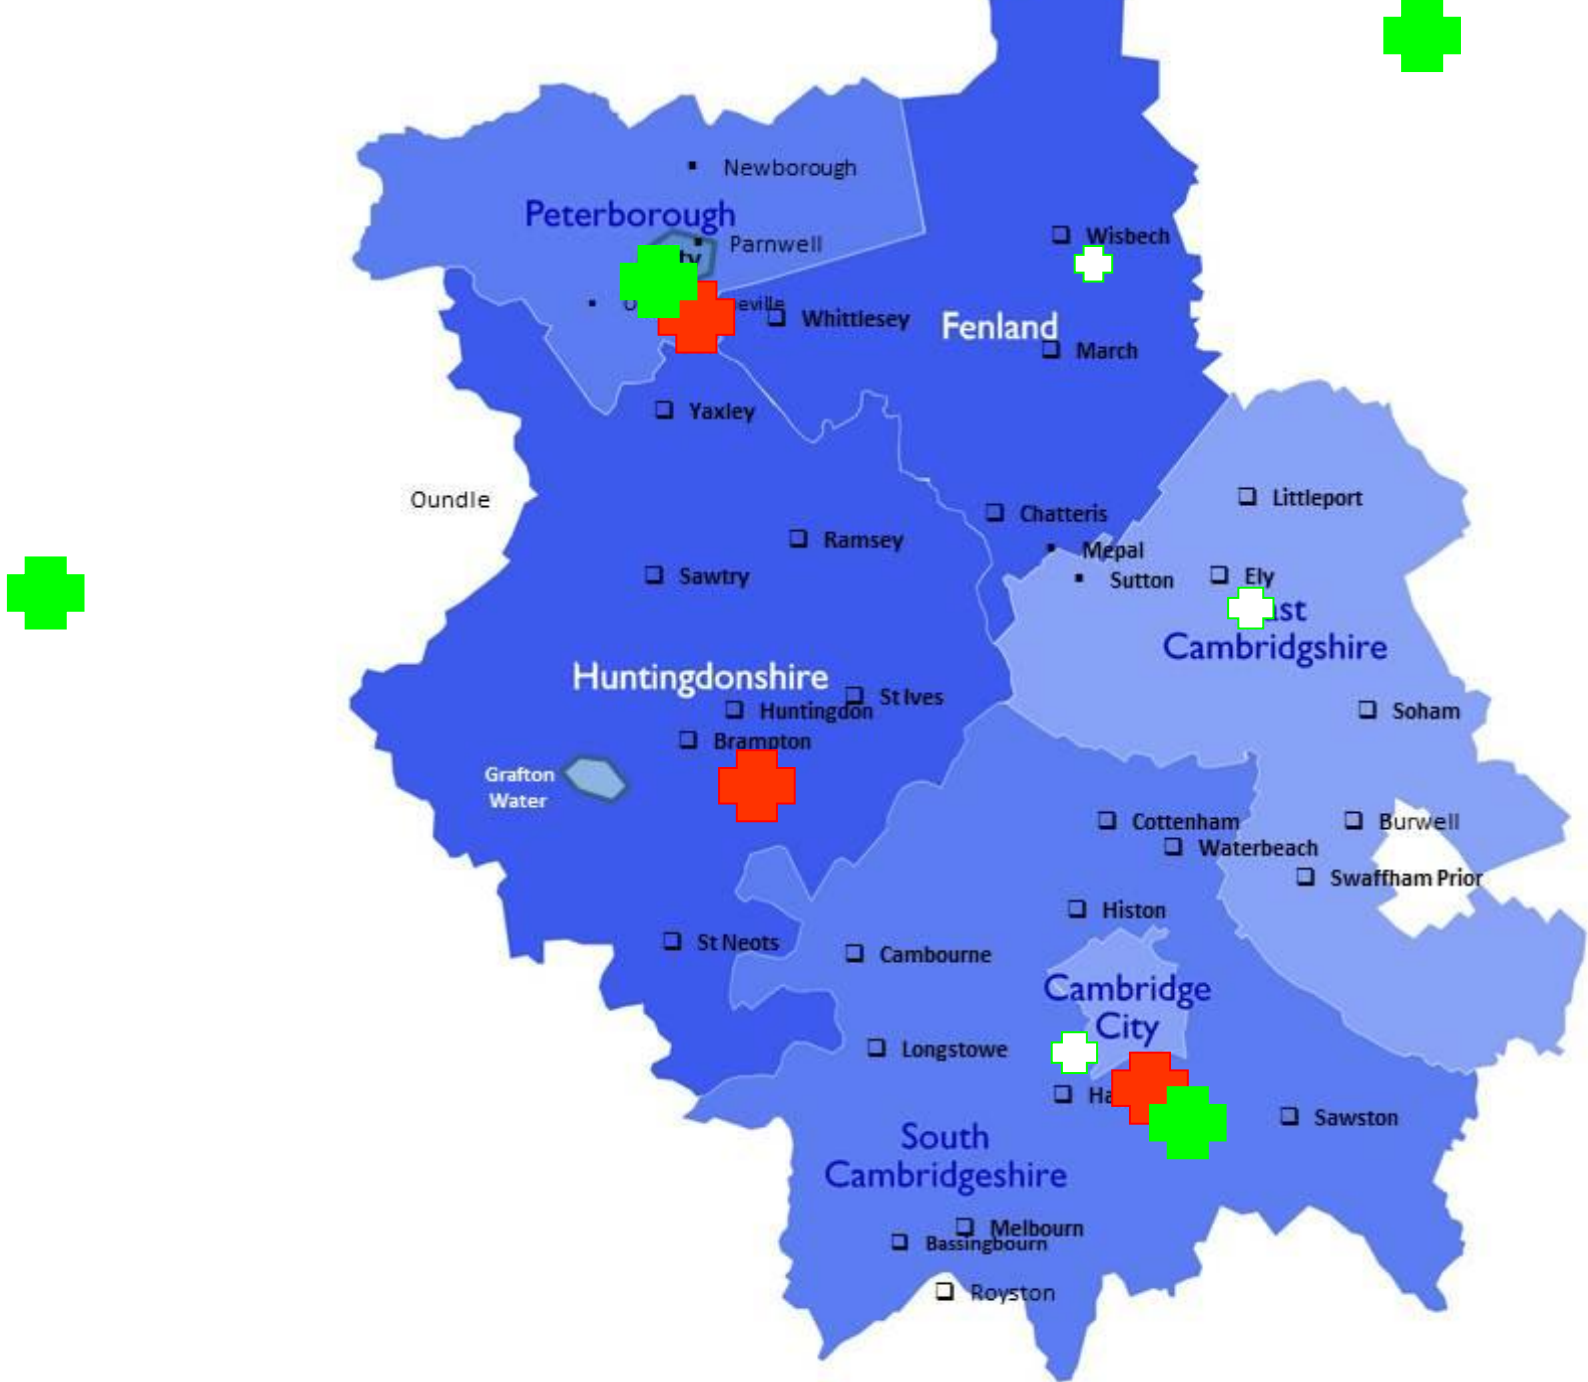 Newborough
Peterborough
Wisbech
Parnwell
Whittlesey
Fenland
March
Yaxley
Oundle
Littleport
Chatteris
Ramsey
Mepal
Sawtry
Sutton
Ely
Cambridgshire
Huntingdonshire
St Ives
Huntingdon
Soham
Brampton
Grafton
Water
Cottenham
Burwell
Waterbeach
Swaffham Prior
Histon
St Neots
Cambourne
Cambridge
City
Longstowe
Sawston
South
Cambridgeshire
Melbourn
Bassingbourn
Royston